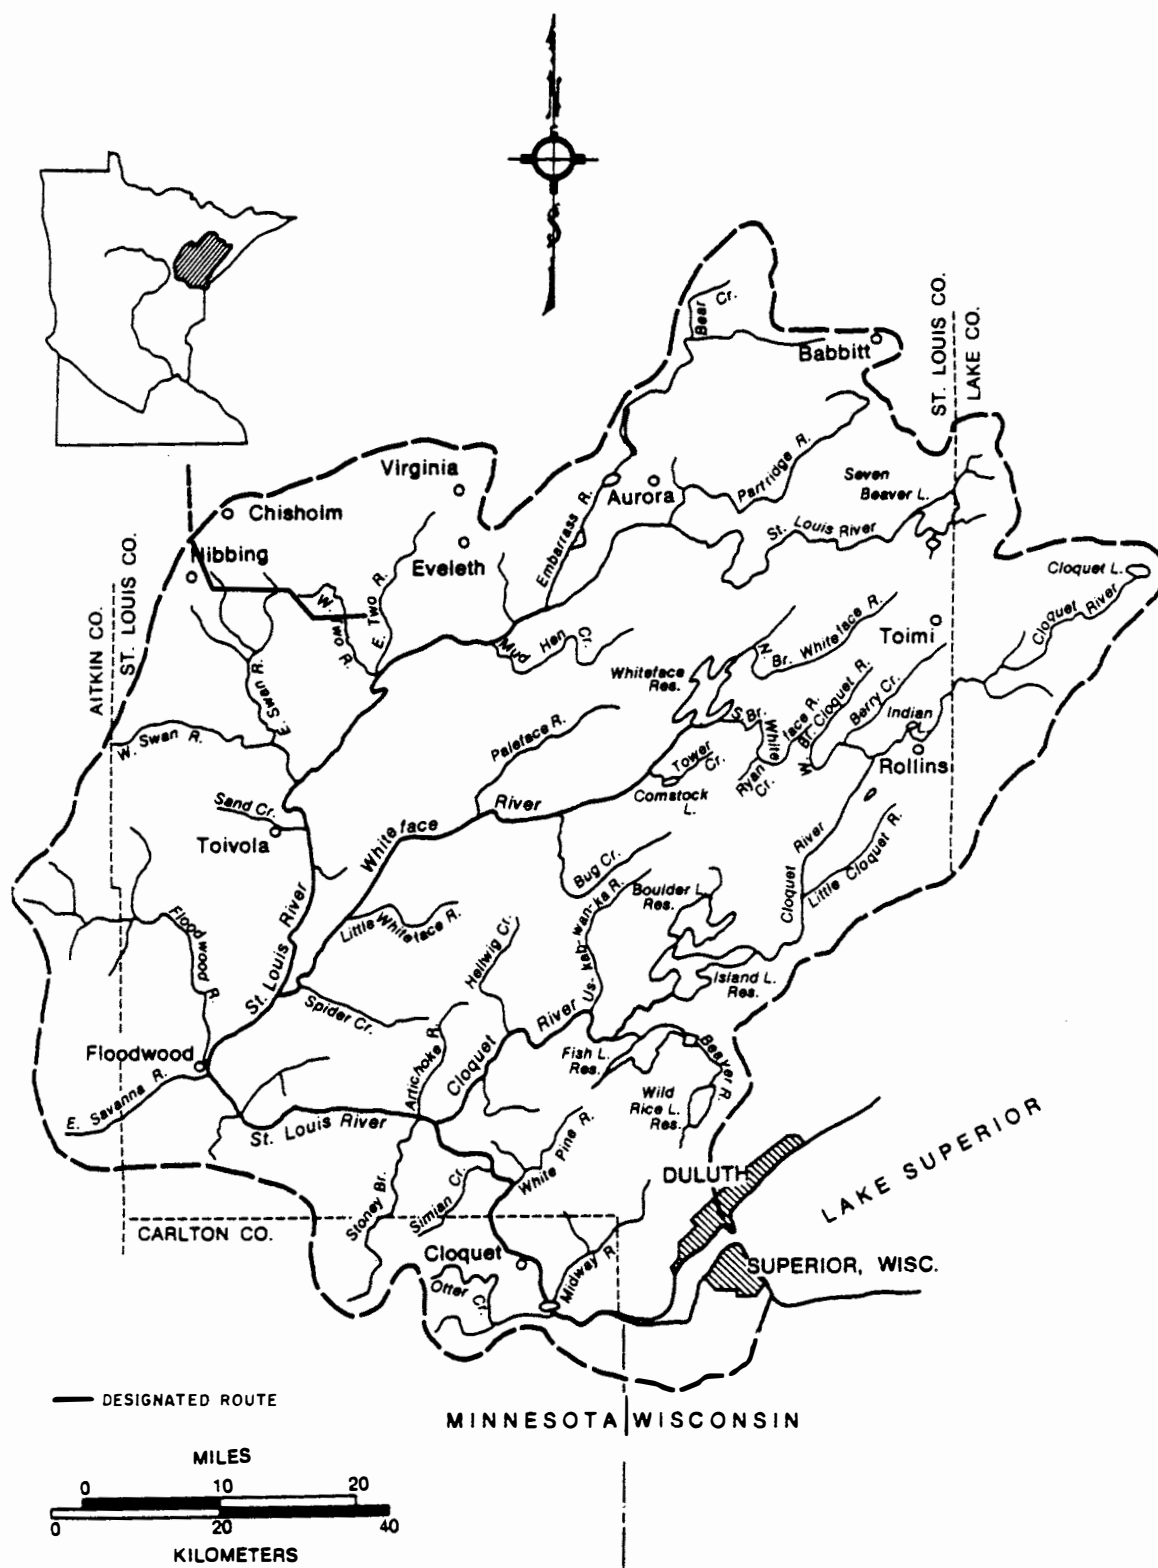 Bear Cr.
Babbitt
ST. LOUIS CO.
LAKE CO.
Virginia
Chisholm
Hibbing
Eveleth
Aurora
Embarrass R.
Partridge R.
Seven
Beaver L.
St. Louis River
AITKIN CO.
ST. LOUIS CO.
W. Two R.
E. Two R.
Mud Hen Cr.
Cloquet L.
Cloquet River
Toimi
N. Br. Whiteface R.
Whiteface
Res.
S. Br. Whiteface R.
W. Br. Cloquet R.
Berry Cr.
Indian L.
Rollins
Ryan Cr.
E. Swan R.
W. Swan R.
Paleface R.
Tower Cr.
Comstock
L.
Sand Cr.
Toivola
Whiteface River
Bug Cr.
Cloquet River
Little Cloquet R.
Boulder L.
Res.
Us-kab-wan-ka R.
Little Whiteface R.
Hellwig Cr.
Floodwood R.
St. Louis River
Island L.
Res.
Spider Cr.
Floodwood
Artichoke R.
Cloquet River
Fish L.
Res.
Beaver R.
Wild
Rice L.
Res.
E. Savanna R.
St. Louis River
White Pine R.
DULUTH
LAKE SUPERIOR
Stoney Br.
Simian Cr.
CARLTON CO.
Cloquet
Midway R.
SUPERIOR, WISC.
Otter Cr.
DESIGNATED ROUTE
MINNESOTA WISCONSIN
MILES
0 10 20
0 20 40
KILOMETERS